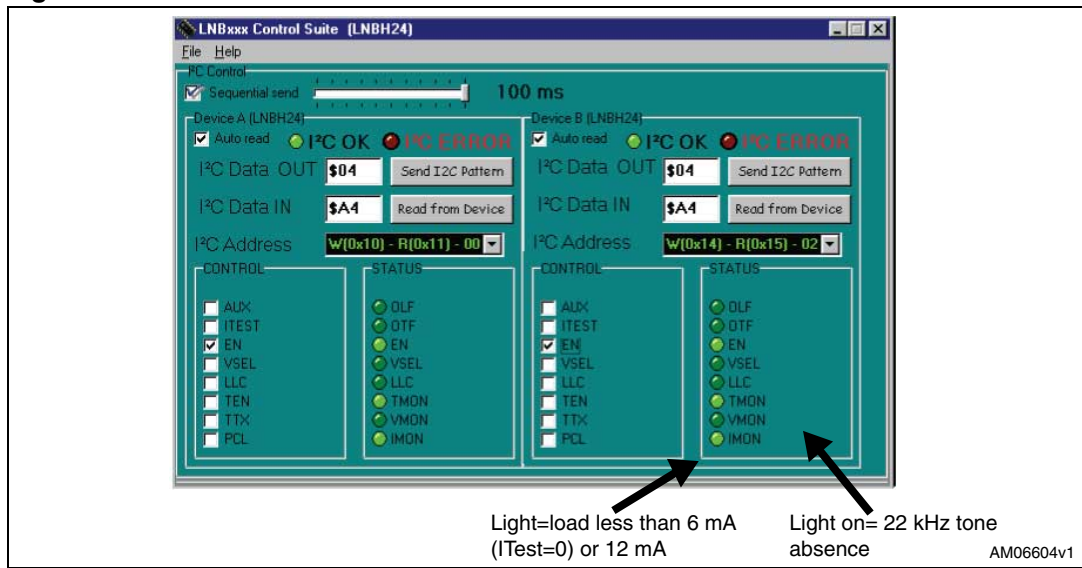 LNBxxx Control Suite (LNBH24)
File Help
I²C Control
Sequential send 100 ms
Device A (LNBH24)
Auto read I²C OK I²C ERROR
I²C Data OUT $04 Send I2C Pattern
I²C Data IN $A4 Read from Device
I²C Address W(0x10) - R(0x11) - 00
CONTROL
AUX
ITEST
EN
VSEL
LLC
TEN
TTX
PCL
STATUS
OLF
OTF
EN
VSEL
LLC
TMON
VMON
IMON
Device B (LNBH24)
Auto read I²C OK I²C ERROR
I²C Data OUT $04 Send I2C Pattern
I²C Data IN $A4 Read from Device
I²C Address W(0x14) - R(0x15) - 02
CONTROL
AUX
ITEST
EN
VSEL
LLC
TEN
TTX
PCL
STATUS
OLF
OTF
EN
VSEL
LLC
TMON
VMON
IMON
Light=load less than 6 mA
(ITest=0) or 12 mA
Light on= 22 kHz tone
absence
AM06604v1